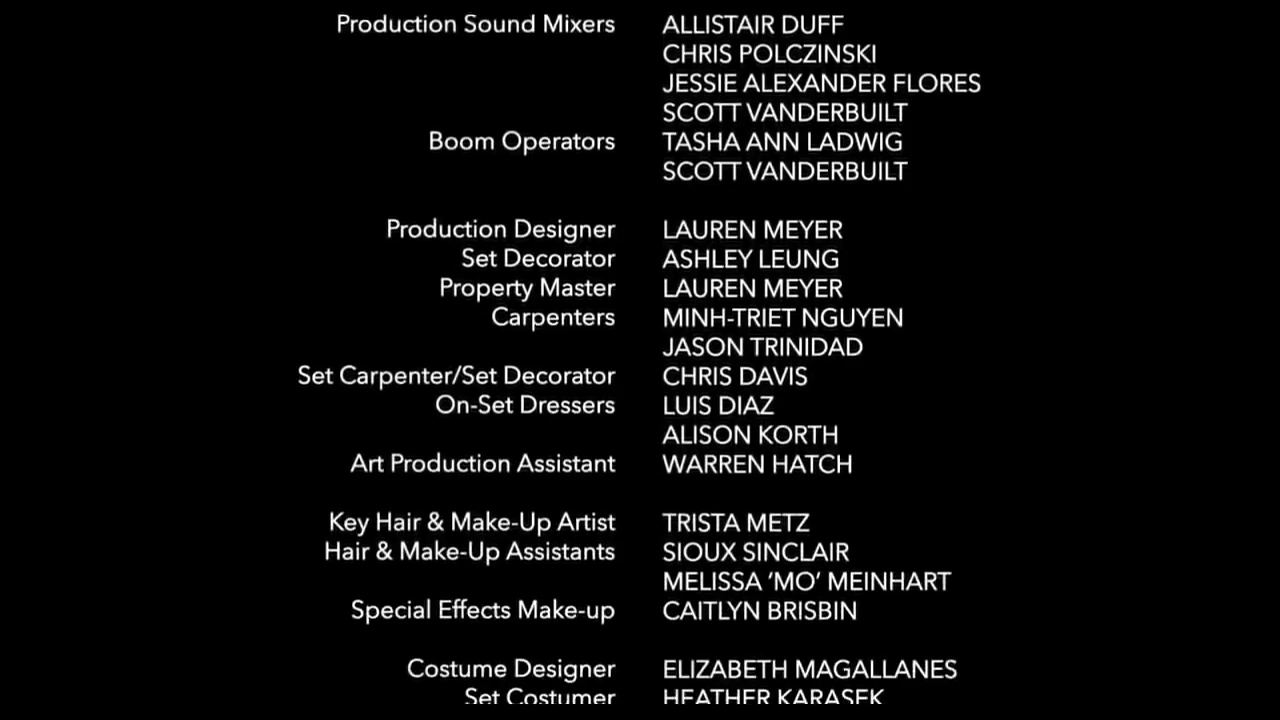 Production Sound Mixers ALLISTAIR DUFF
CHRIS POLCZINSKI
JESSIE ALEXANDER FLORES
SCOTT VANDERBUILT
Boom Operators TASHA ANN LADWIG
SCOTT VANDERBUILT
Production Designer LAUREN MEYER
Set Decorator ASHLEY LEUNG
Property Master LAUREN MEYER
Carpenters MINH-TRIET NGUYEN
JASON TRINIDAD
Set Carpenter/Set Decorator CHRIS DAVIS
On-Set Dressers LUIS DIAZ
ALISON KORTH
Art Production Assistant WARREN HATCH
Key Hair & Make-Up Artist TRISTA METZ
Hair & Make-Up Assistants SIOUX SINCLAIR
MELISSA ‘MO’ MEINHART
Special Effects Make-up CAITLYN BRISBIN
Costume Designer ELIZABETH MAGALLANES
Set Costumer HEATHER KARASEK